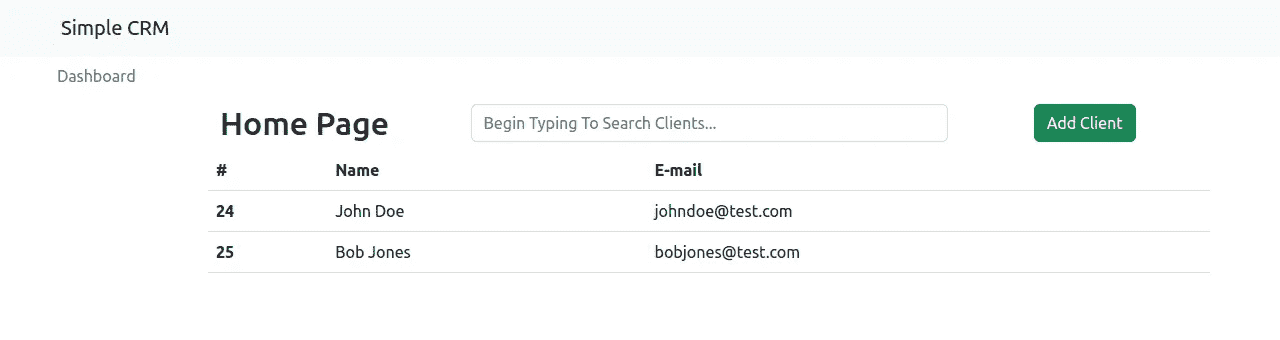 Simple CRM
Dashboard
Home Page Begin Typing To Search Clients... Add Client
# Name E-mail
24 John Doe johndoe@test.com
25 Bob Jones bobjones@test.com